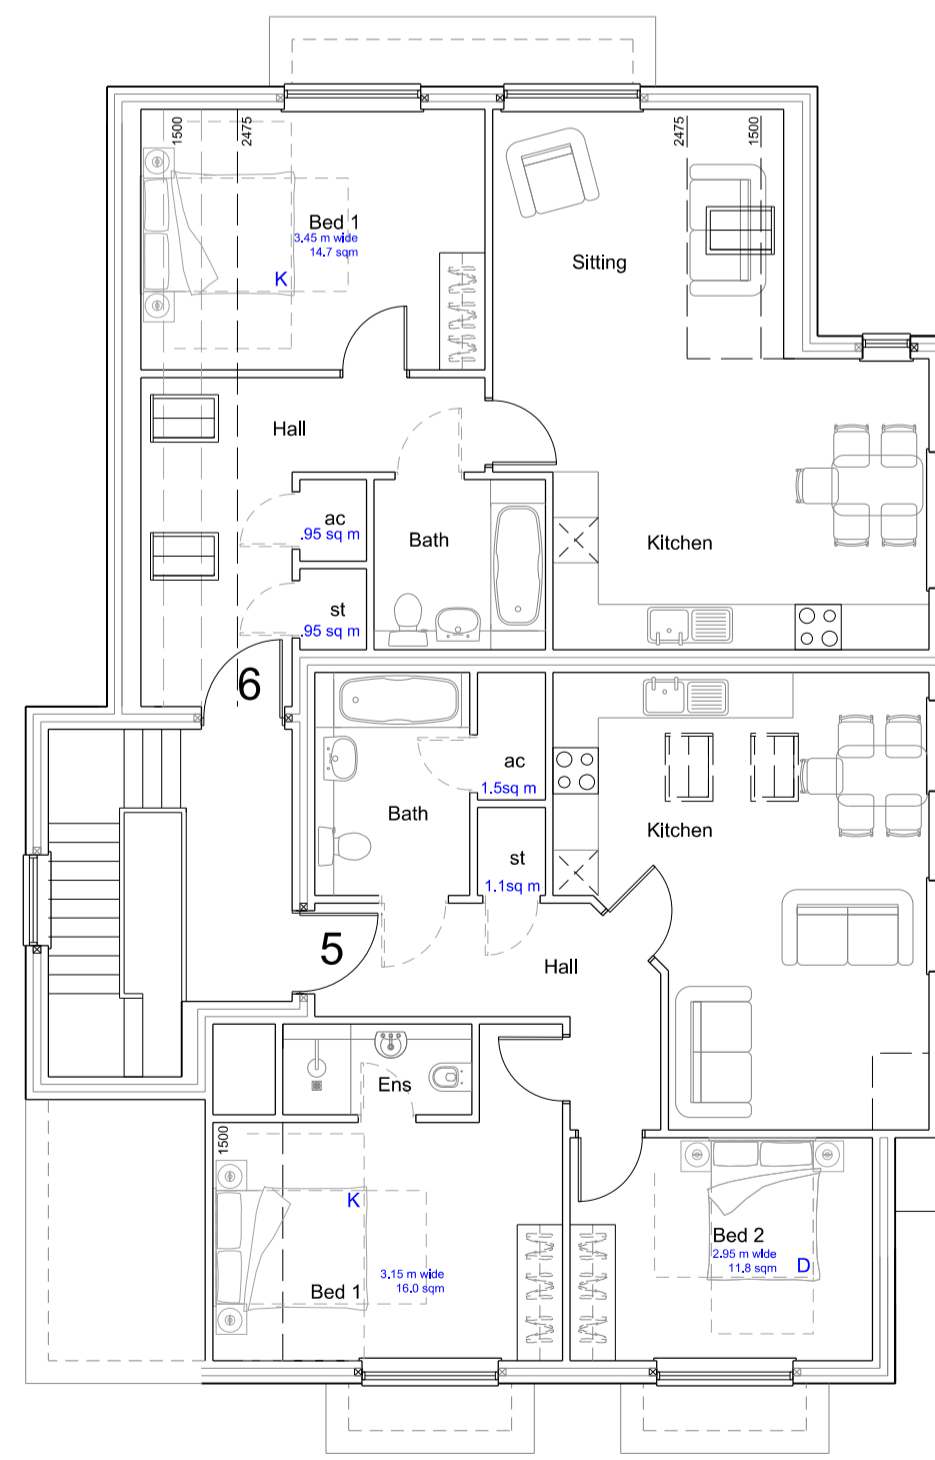 1500
2475
2475
1500
Bed 1
3.45 m wide
14.7 sqm
K
Sitting
Hall
ac
.95 sq m
Bath
Kitchen
st
.95 sq m
6
ac
1.5sq m
Bath
Kitchen
st
1.1sq m
5
Hall
Ens
1500
K
3.15 m wide
16.0 sqm
Bed 1
Bed 2
2.95 m wide
11.8 sqm
D